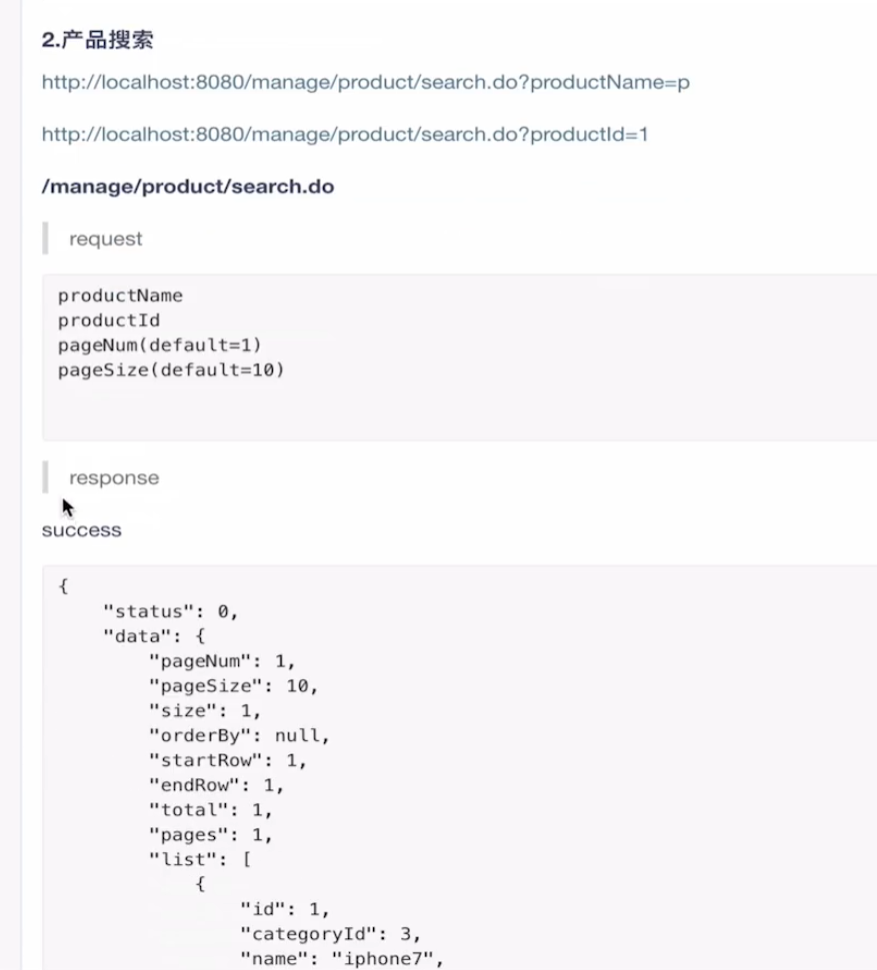 2.产品搜索
http://localhost:8080/manage/product/search.do?productName=p
http://localhost:8080/manage/product/search.do?productId=1
/manage/product/search.do
request
productName
productId
pageNum(default=1)
pageSize(default=10)
response
success
{
    "status": 0,
    "data": {
        "pageNum": 1,
        "pageSize": 10,
        "size": 1,
        "orderBy": null,
        "startRow": 1,
        "endRow": 1,
        "total": 1,
        "pages": 1,
        "list": [
            {
                "id": 1,
                "categoryId": 3,
                "name": "iphone7",